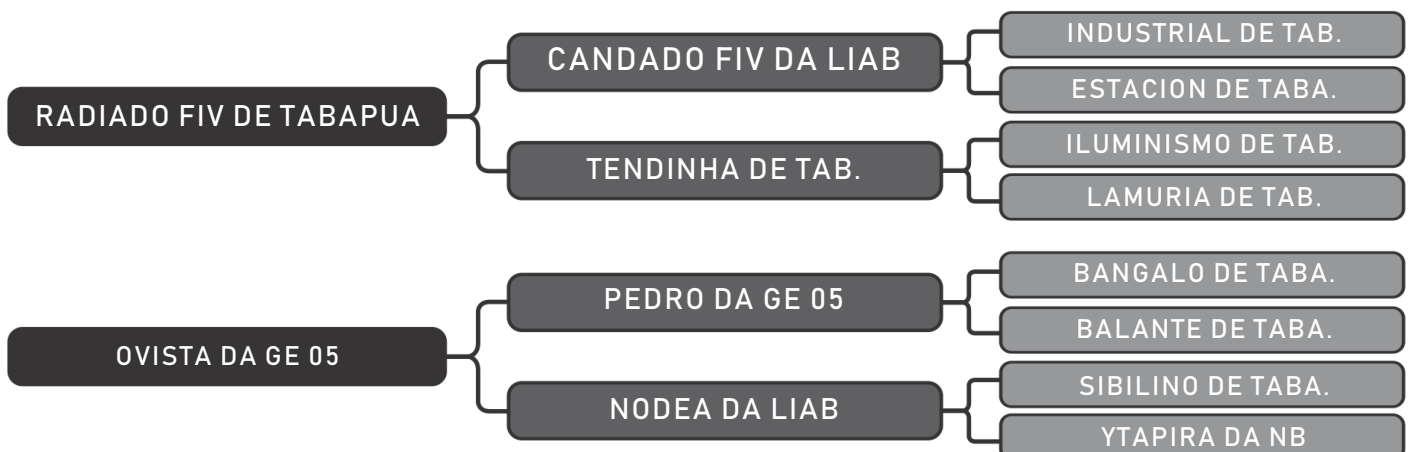 RADIADO FIV DE TABAPUA
CANDADO FIV DA LIAB
INDUSTRIAL DE TAB.
ESTACION DE TABA.
TENDINHA DE TAB.
ILUMINISMO DE TAB.
LAMURIA DE TAB.
OVISTA DA GE 05
PEDRO DA GE 05
BANGALO DE TABA.
BALANTE DE TABA.
NODEA DA LIAB
SIBILINO DE TABA.
YTAPIRA DA NB